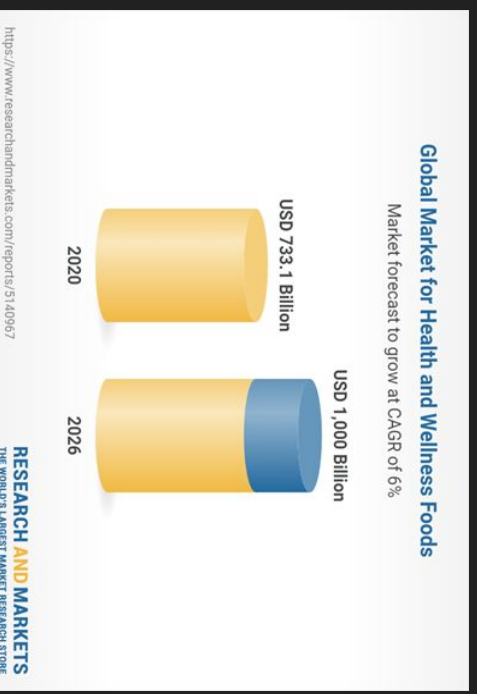 Global Market for Health and Wellness Foods
Market forecast to grow at CAGR of 6%
USD 733.1 Billion
USD 1,000 Billion
2020
2026
https://www.researchandmarkets.com/reports/5140967
RESEARCH AND MARKETS
THE WORLD'S LARGEST MARKET RESEARCH STORE